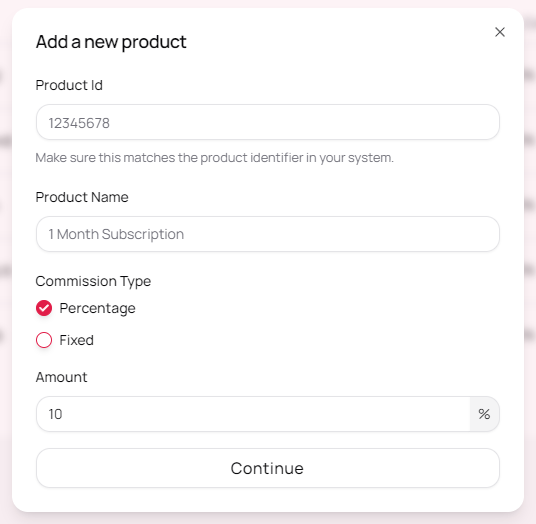 Add a new product
Product Id
12345678
Make sure this matches the product identifier in your system.
Product Name
1 Month Subscription
Commission Type
Percentage
Fixed
Amount
10 %
Continue